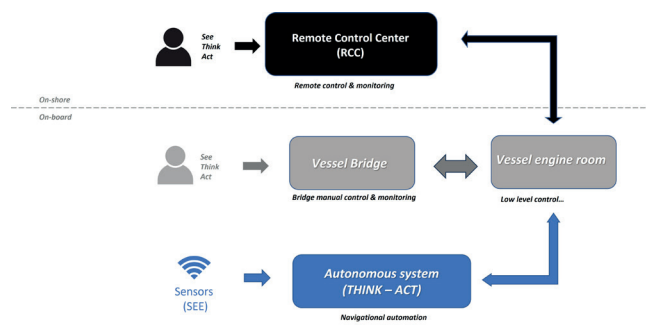 See
Think
Act
Remote Control Center
(RCC)
Remote control & monitoring
On-shore
On-board
See
Think
Act
Vessel Bridge
Vessel engine room
Bridge manual control & monitoring
Low level control...
Sensors
(SEE)
Autonomous system
(THINK – ACT)
Navigational automation